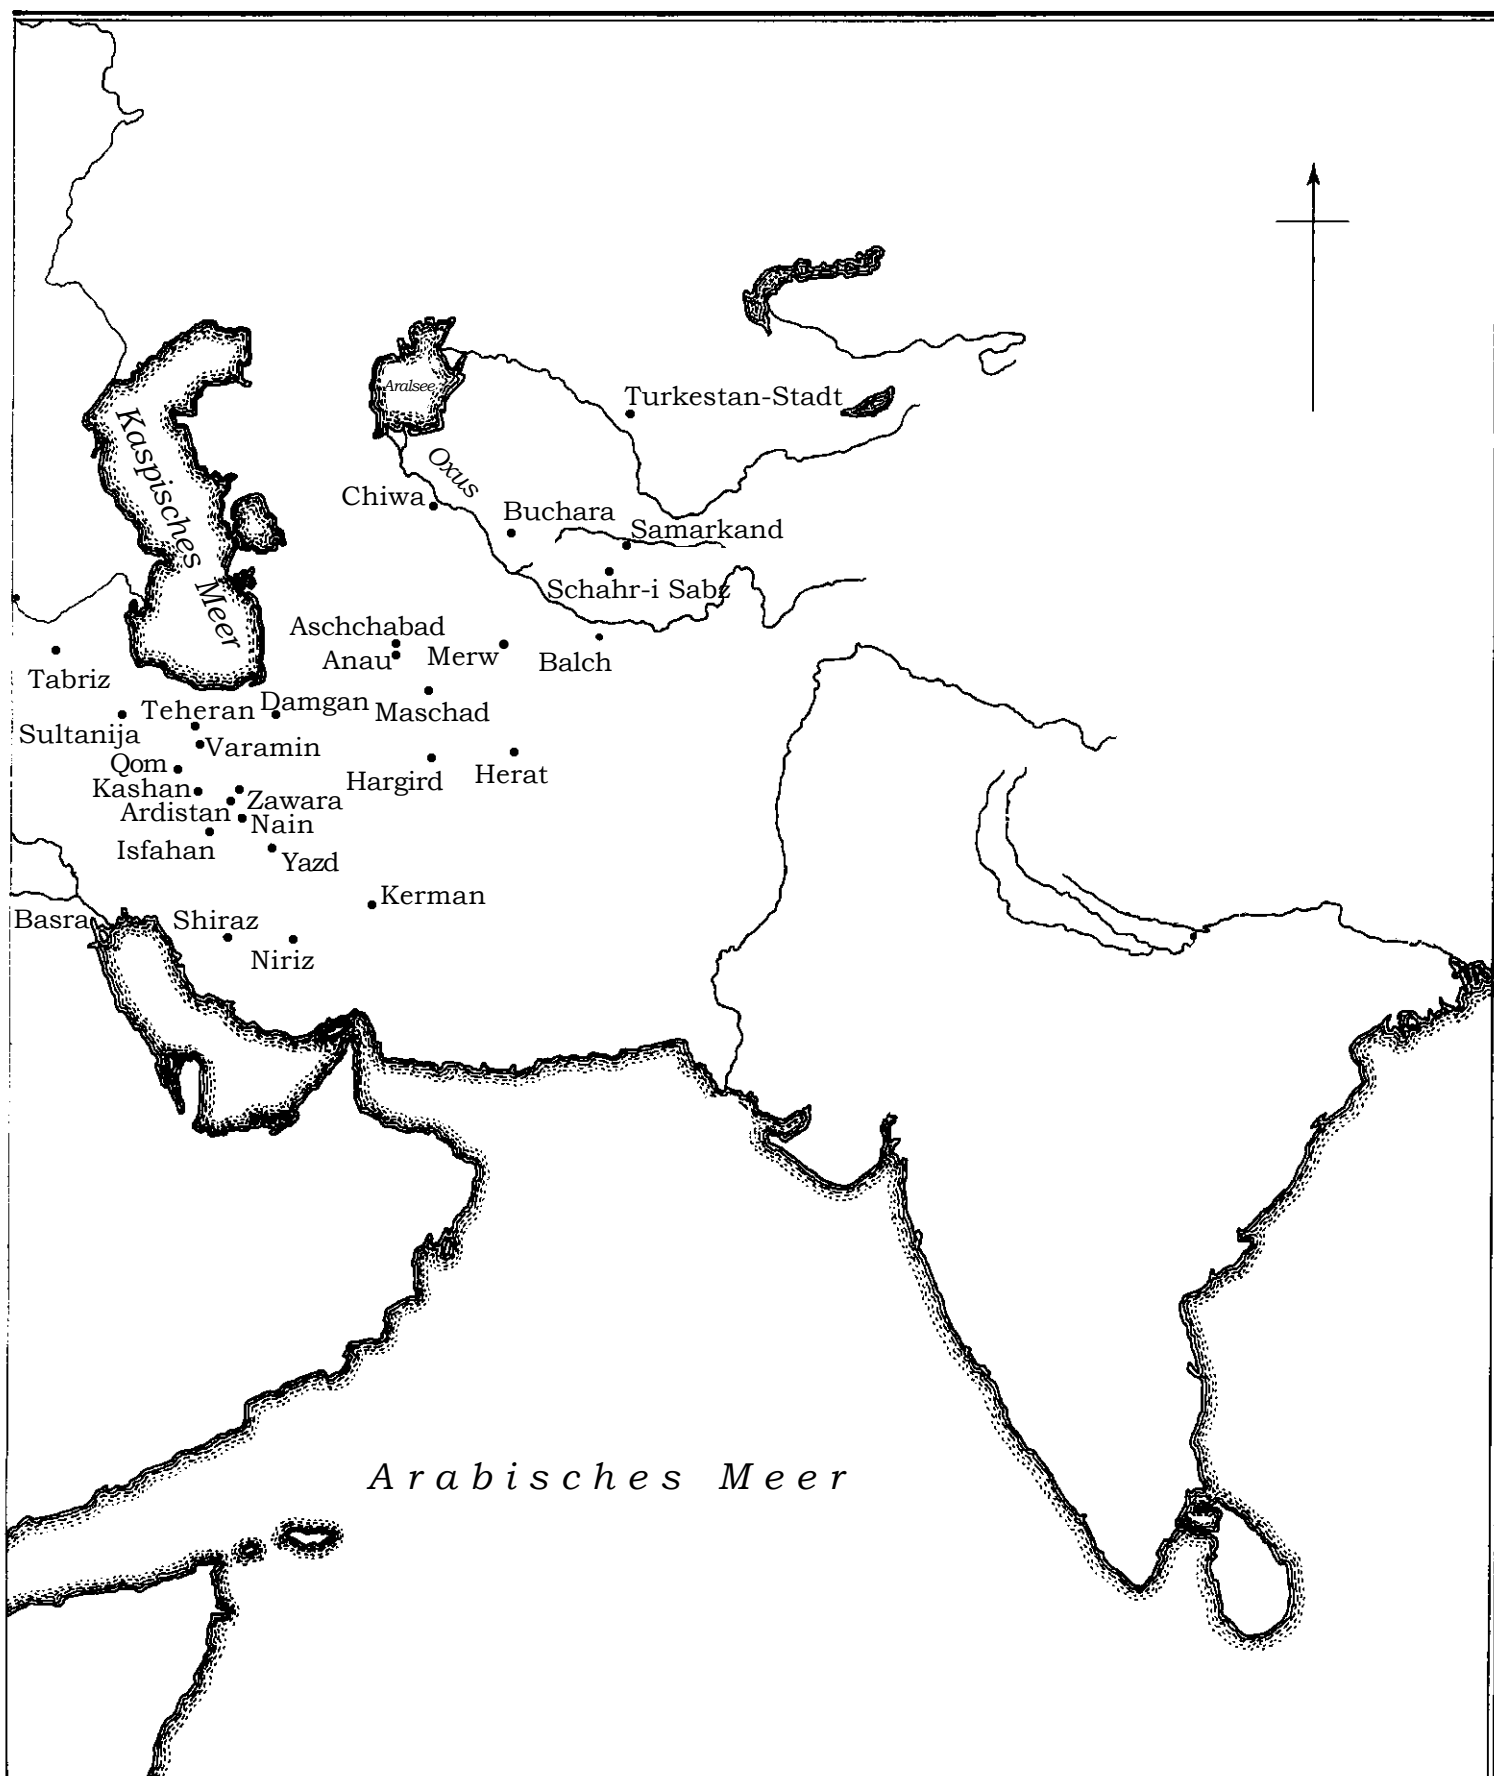 Aralsee
Turkestan-Stadt
Kaspisches Meer
Oxus
Chiwa
Buchara
Samarkand
Schahr-i Sabz
Aschchabad
Anau
Merw
Balch
Tabriz
Damgan
Teheran
Maschad
Sultanija
Varamin
Qom
Hargird
Herat
Kashan
Zawara
Ardistan
Nain
Isfahan
Yazd
Kerman
Basra
Shiraz
Niriz
Arabisches Meer